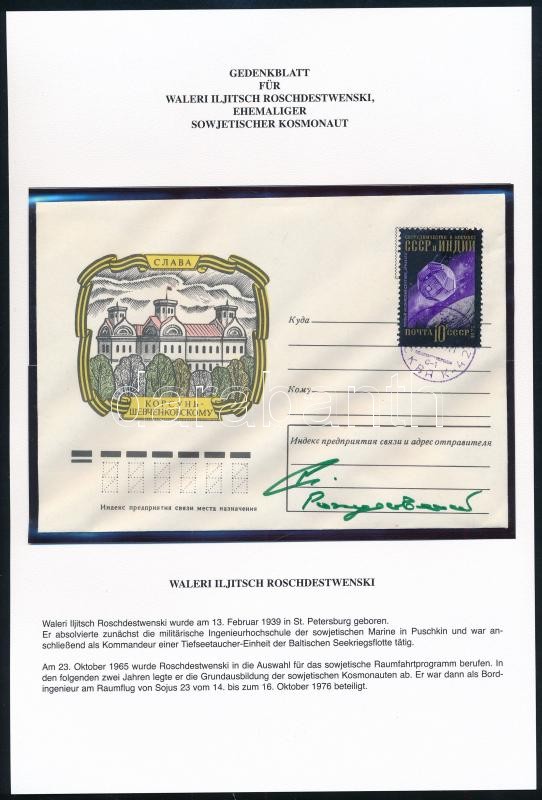 GEDENKBLATT
FÜR
WALERI ILJITSCH ROSCHDESTWENSKI,
EHEMALIGER
SOWJETISCHER KOSMONAUT
СЛАВА
КОРСУНЬ-
ШЕВЧЕНКОВСКОМУ
СОТРУДНИЧЕСТВО В КОСМОСЕ
СССР и ИНДИИ
ПОЧТА 10К СССР
Куда
Кому
Индекс предприятия связи и адрес отправителя
Индекс предприятия связи места назначения
darabanth
WALERI ILJITSCH ROSCHDESTWENSKI
Waleri Iljitsch Roschdestwenski wurde am 13. Februar 1939 in St. Petersburg geboren.
Er absolvierte zunächst die militärische Ingenieurhochschule der sowjetischen Marine in Puschkin und war an-
schließend als Kommandeur einer Tiefseetaucher-Einheit der Baltischen Seekriegsflotte tätig.
Am 23. Oktober 1965 wurde Roschdestwenski in die Auswahl für das sowjetische Raumfahrtprogramm berufen. In
den folgenden zwei Jahren legte er die Grundausbildung der sowjetischen Kosmonauten ab. Er war dann als Bord-
ingenieur am Raumflug von Sojus 23 vom 14. bis zum 16. Oktober 1976 beteiligt.